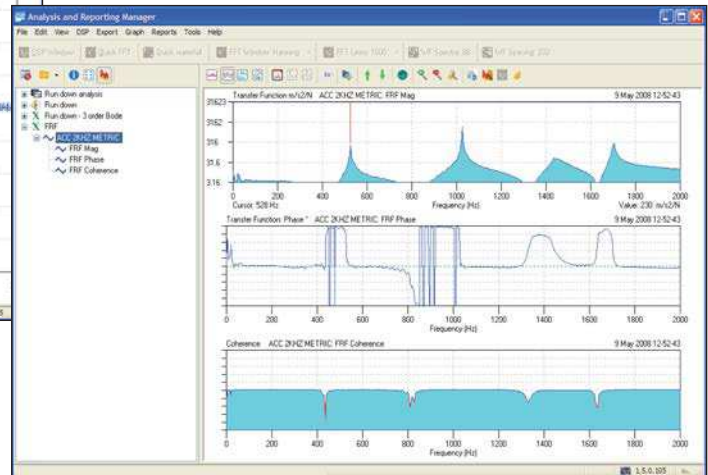 Analysis and Reporting Manager
File Edit View DSP Export Graph Reports Tools Help
Run down analysis
Run down
Run down - 3 order Bode
FRF
ACC 2KHZ METRIC
FRF Mag
FRF Phase
FRF Coherence
Transfer Function m/s2/N ACC 2KHZ METRIC FRF Mag 9 May 2008 12-52-43
31623
3162
316
31.6
3.16
0 200 400 600 800 1000 1200 1400 1600 1800 2000
Cursor: 528 Hz Frequency (Hz) Value: 230 m/s2/N
Transfer Function: Phase ° ACC 2KHZ METRIC FRF Phase 9 May 2008 12-52-43
0 200 400 600 800 1000 1200 1400 1600 1800 2000
Frequency (Hz)
Coherence ACC 2KHZ METRIC FRF Coherence 9 May 2008 12-52-43
0 200 400 600 800 1000 1200 1400 1600 1800 2000
Frequency (Hz)
1.5.0.105